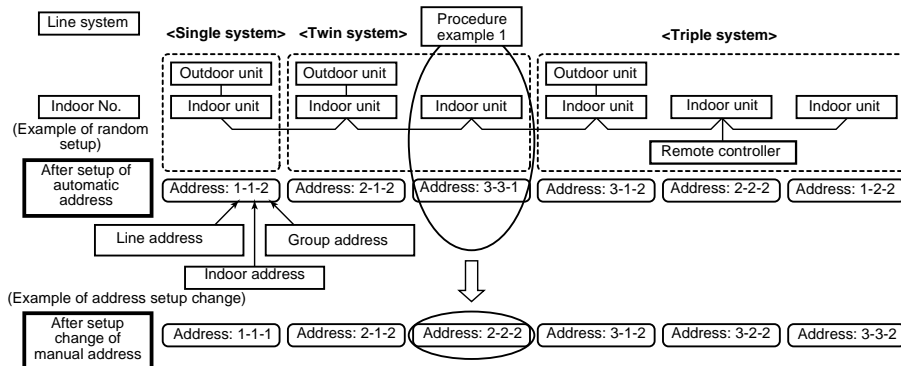 Line system
<Single system>
<Twin system>
Procedure
example 1
<Triple system>
Outdoor unit
Outdoor unit
Outdoor unit
Indoor No.
Indoor unit
Indoor unit
Indoor unit
Indoor unit
Indoor unit
Indoor unit
(Example of random
setup)
Remote controller
After setup of
automatic
address
Address: 1-1-2
Address: 2-1-2
Address: 3-3-1
Address: 3-1-2
Address: 2-2-2
Address: 1-2-2
Line address
Group address
Indoor address
(Example of address setup change)
After setup
change of
manual address
Address: 1-1-1
Address: 2-1-2
Address: 2-2-2
Address: 3-1-2
Address: 3-2-2
Address: 3-3-2